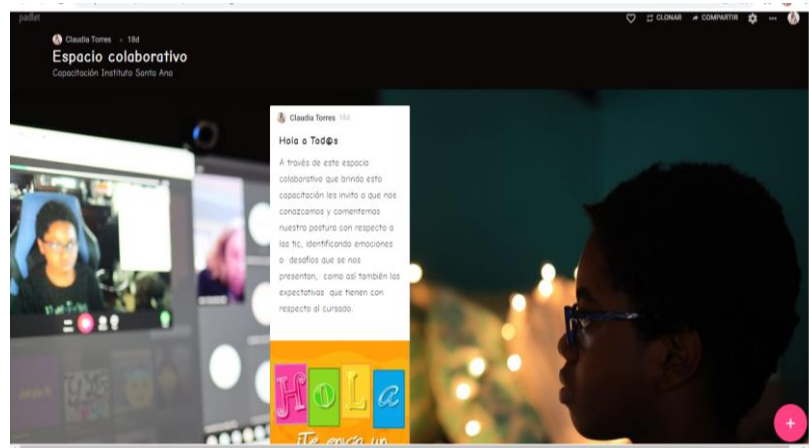 padlet
CLONAR
COMPARTIR
Claudia Torres • 18d
Espacio colaborativo
Capacitación Instituto Santa Ana
Claudia Torres 18d
Hola a Tod@s
A través de este espacio
colaborativo que brinda esta
capacitación les invito a que nos
conozcamos y comentemos
nuestra postura con respecto a
las tic, identificando emociones
o desafíos que se nos
presentan, como así también las
expectativas que tienen con
respecto al cursado.
HOLA
¡Te envía un